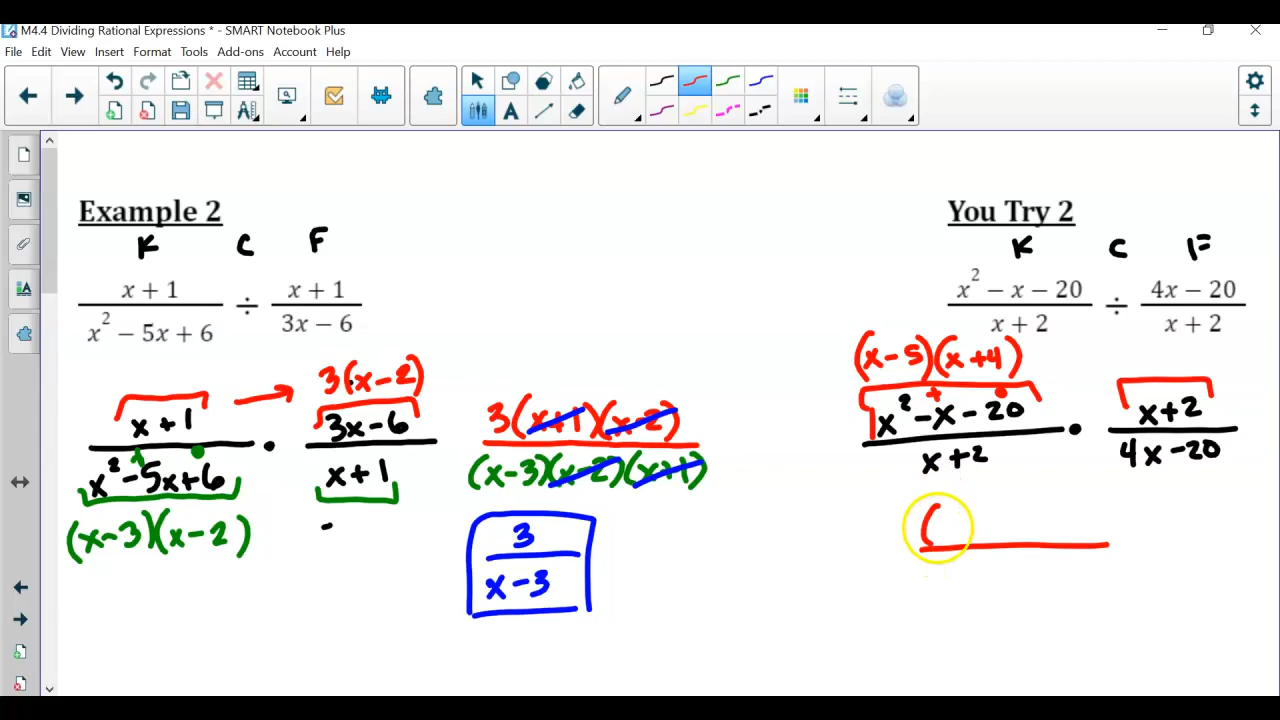 M4.4 Dividing Rational Expressions * - SMART Notebook Plus
File Edit View Insert Format Tools Add-ons Account Help
Example 2
K C F
x + 1 / x² − 5x + 6 ÷ x + 1 / 3x − 6
3(x − 2)
x + 1 / x² − 5x + 6 · 3x − 6 / x + 1
(x − 3)(x − 2)
3(x+1)(x−2) / (x−3)(x−2)(x+1)
3 / x − 3
You Try 2
K C F
x² − x − 20 / x + 2 ÷ 4x − 20 / x + 2
(x − 5)(x + 4)
x² − x − 20 / x + 2 · x + 2 / 4x − 20
(